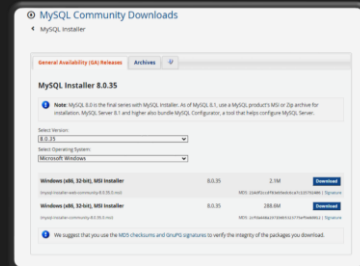 MySQL Community Downloads
MySQL Installer
General Availability (GA) Releases Archives
MySQL Installer 8.0.35
Note: MySQL 8.0 is the final series with MySQL Installer. As of MySQL 8.1, use a MySQL product's MSI or Zip archive for
installation. MySQL Server 8.1 and higher also bundle MySQL Configurator, a tool that helps configure MySQL Server.
Select Version:
8.0.35
Select Operating System:
Microsoft Windows
Windows (x86, 32-bit), MSI Installer 8.0.35 2.1M Download
MD5: Signature
Windows (x86, 32-bit), MSI Installer 8.0.35 288.6M Download
MD5: Signature
We suggest that you use the MD5 checksums and GnuPG signatures to verify the integrity of the packages you download.